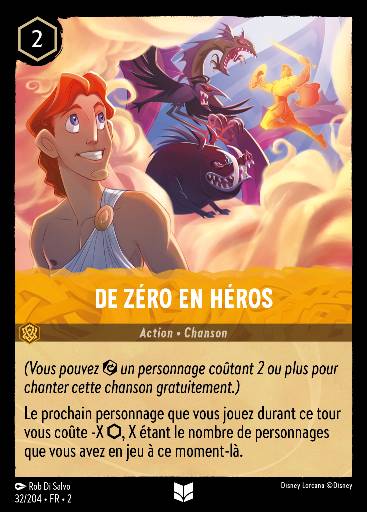 2
DE ZÉRO EN HÉROS
Action • Chanson
(Vous pouvez un personnage coûtant 2 ou plus pour
chanter cette chanson gratuitement.)
Le prochain personnage que vous jouez durant ce tour
vous coûte -X , X étant le nombre de personnages
que vous avez en jeu à ce moment-là.
Rob Di Salvo
Disney Lorcana ©Disney
32/204 • FR • 2